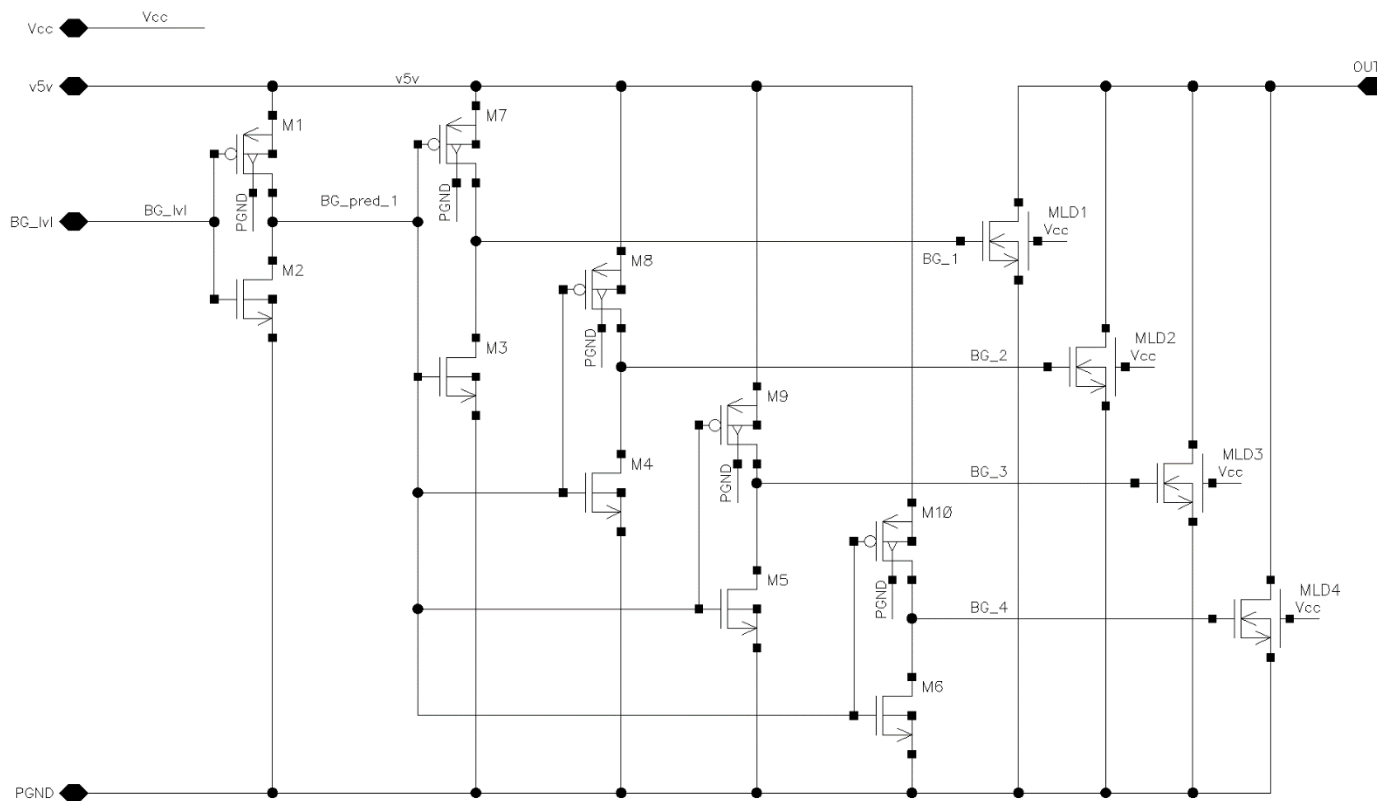 Vcc
Vcc
v5v
v5v
OUT
M1
M7
PGND
BG_lvl
BG_lvl
BG_pred_1
PGND
MLD1
Vcc
BG_1
M2
M8
PGND
M3
MLD2
Vcc
BG_2
M9
PGND
M4
MLD3
Vcc
BG_3
M10
PGND
M5
MLD4
Vcc
BG_4
M6
PGND